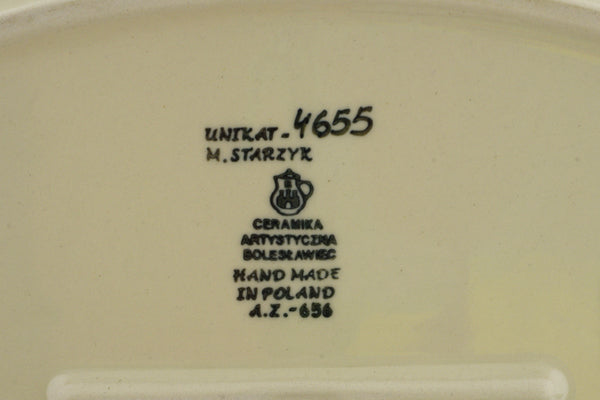 UNIKAT-4655
M. STARZYK
CERAMIKA
ARTYSTYCZNA
BOLESŁAWIEC
HAND MADE
IN POLAND
A.Z.-656